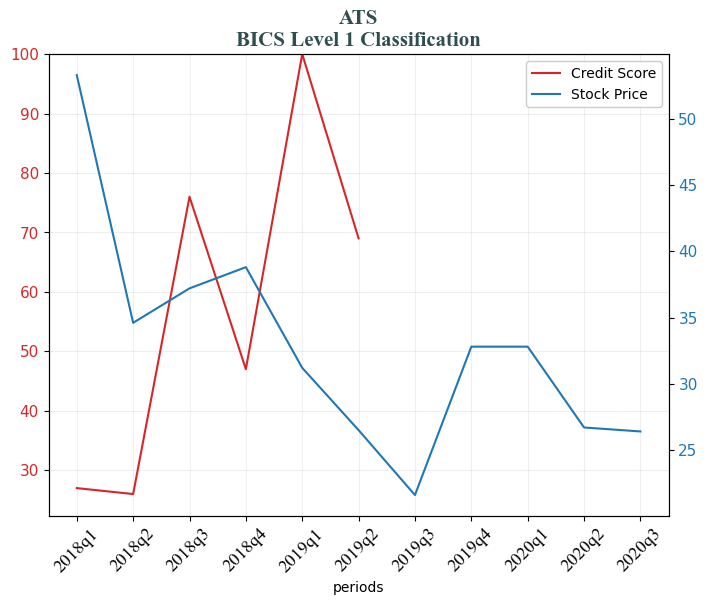 ATS
BICS Level 1 Classification
Credit Score
Stock Price
100
90
80
70
60
50
40
30
50
45
40
35
30
25
2018q1
2018q2
2018q3
2018q4
2019q1
2019q2
2019q3
2019q4
2020q1
2020q2
2020q3
periods